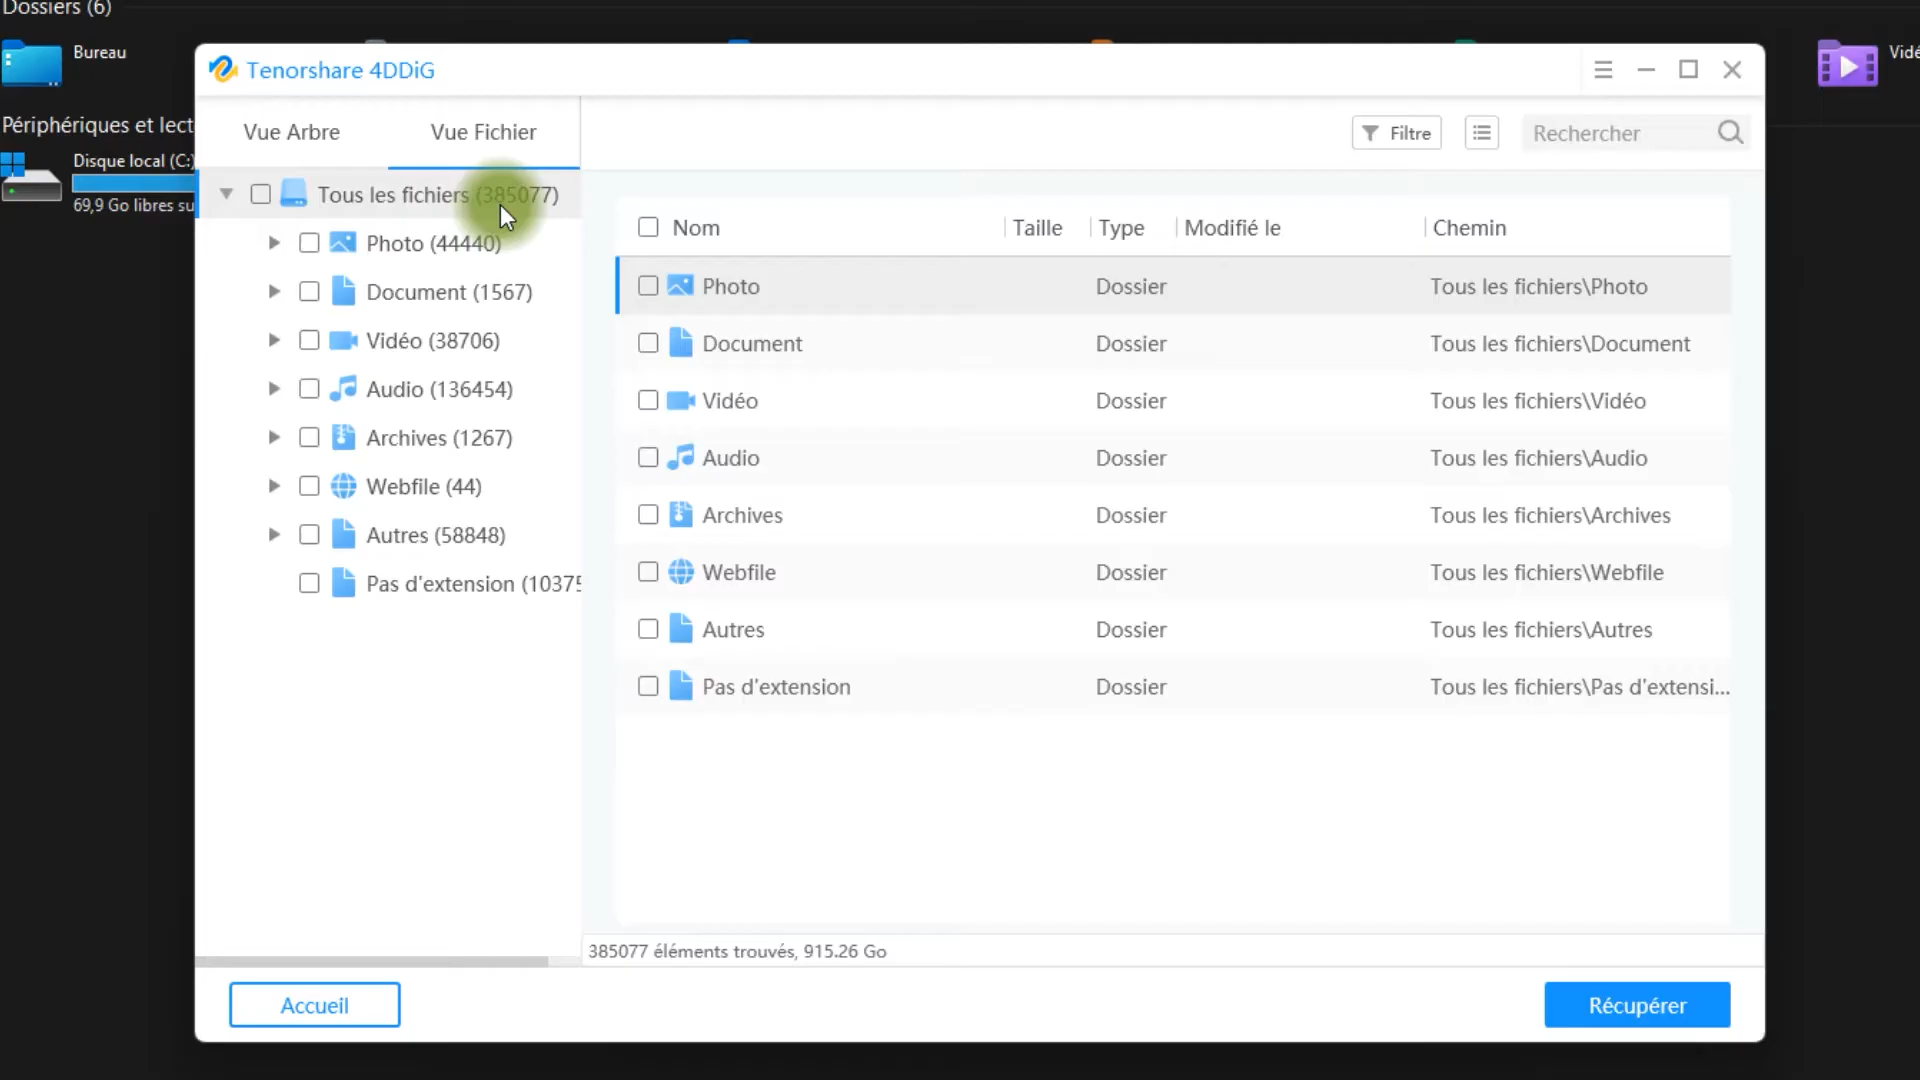 Dossiers (6)
Bureau
Périphériques et lect
Disque local (C:)
69,9 Go libres su
Vidé
Tenorshare 4DDiG
Vue Arbre
Vue Fichier
Filtre
Rechercher
Tous les fichiers (385077)
Photo (44440)
Document (1567)
Vidéo (38706)
Audio (136454)
Archives (1267)
Webfile (44)
Autres (58848)
Pas d'extension (10375
Nom Taille Type Modifié le Chemin
Photo Dossier Tous les fichiers\Photo
Document Dossier Tous les fichiers\Document
Vidéo Dossier Tous les fichiers\Vidéo
Audio Dossier Tous les fichiers\Audio
Archives Dossier Tous les fichiers\Archives
Webfile Dossier Tous les fichiers\Webfile
Autres Dossier Tous les fichiers\Autres
Pas d'extension Dossier Tous les fichiers\Pas d'extensi...
385077 éléments trouvés, 915.26 Go
Accueil
Récupérer